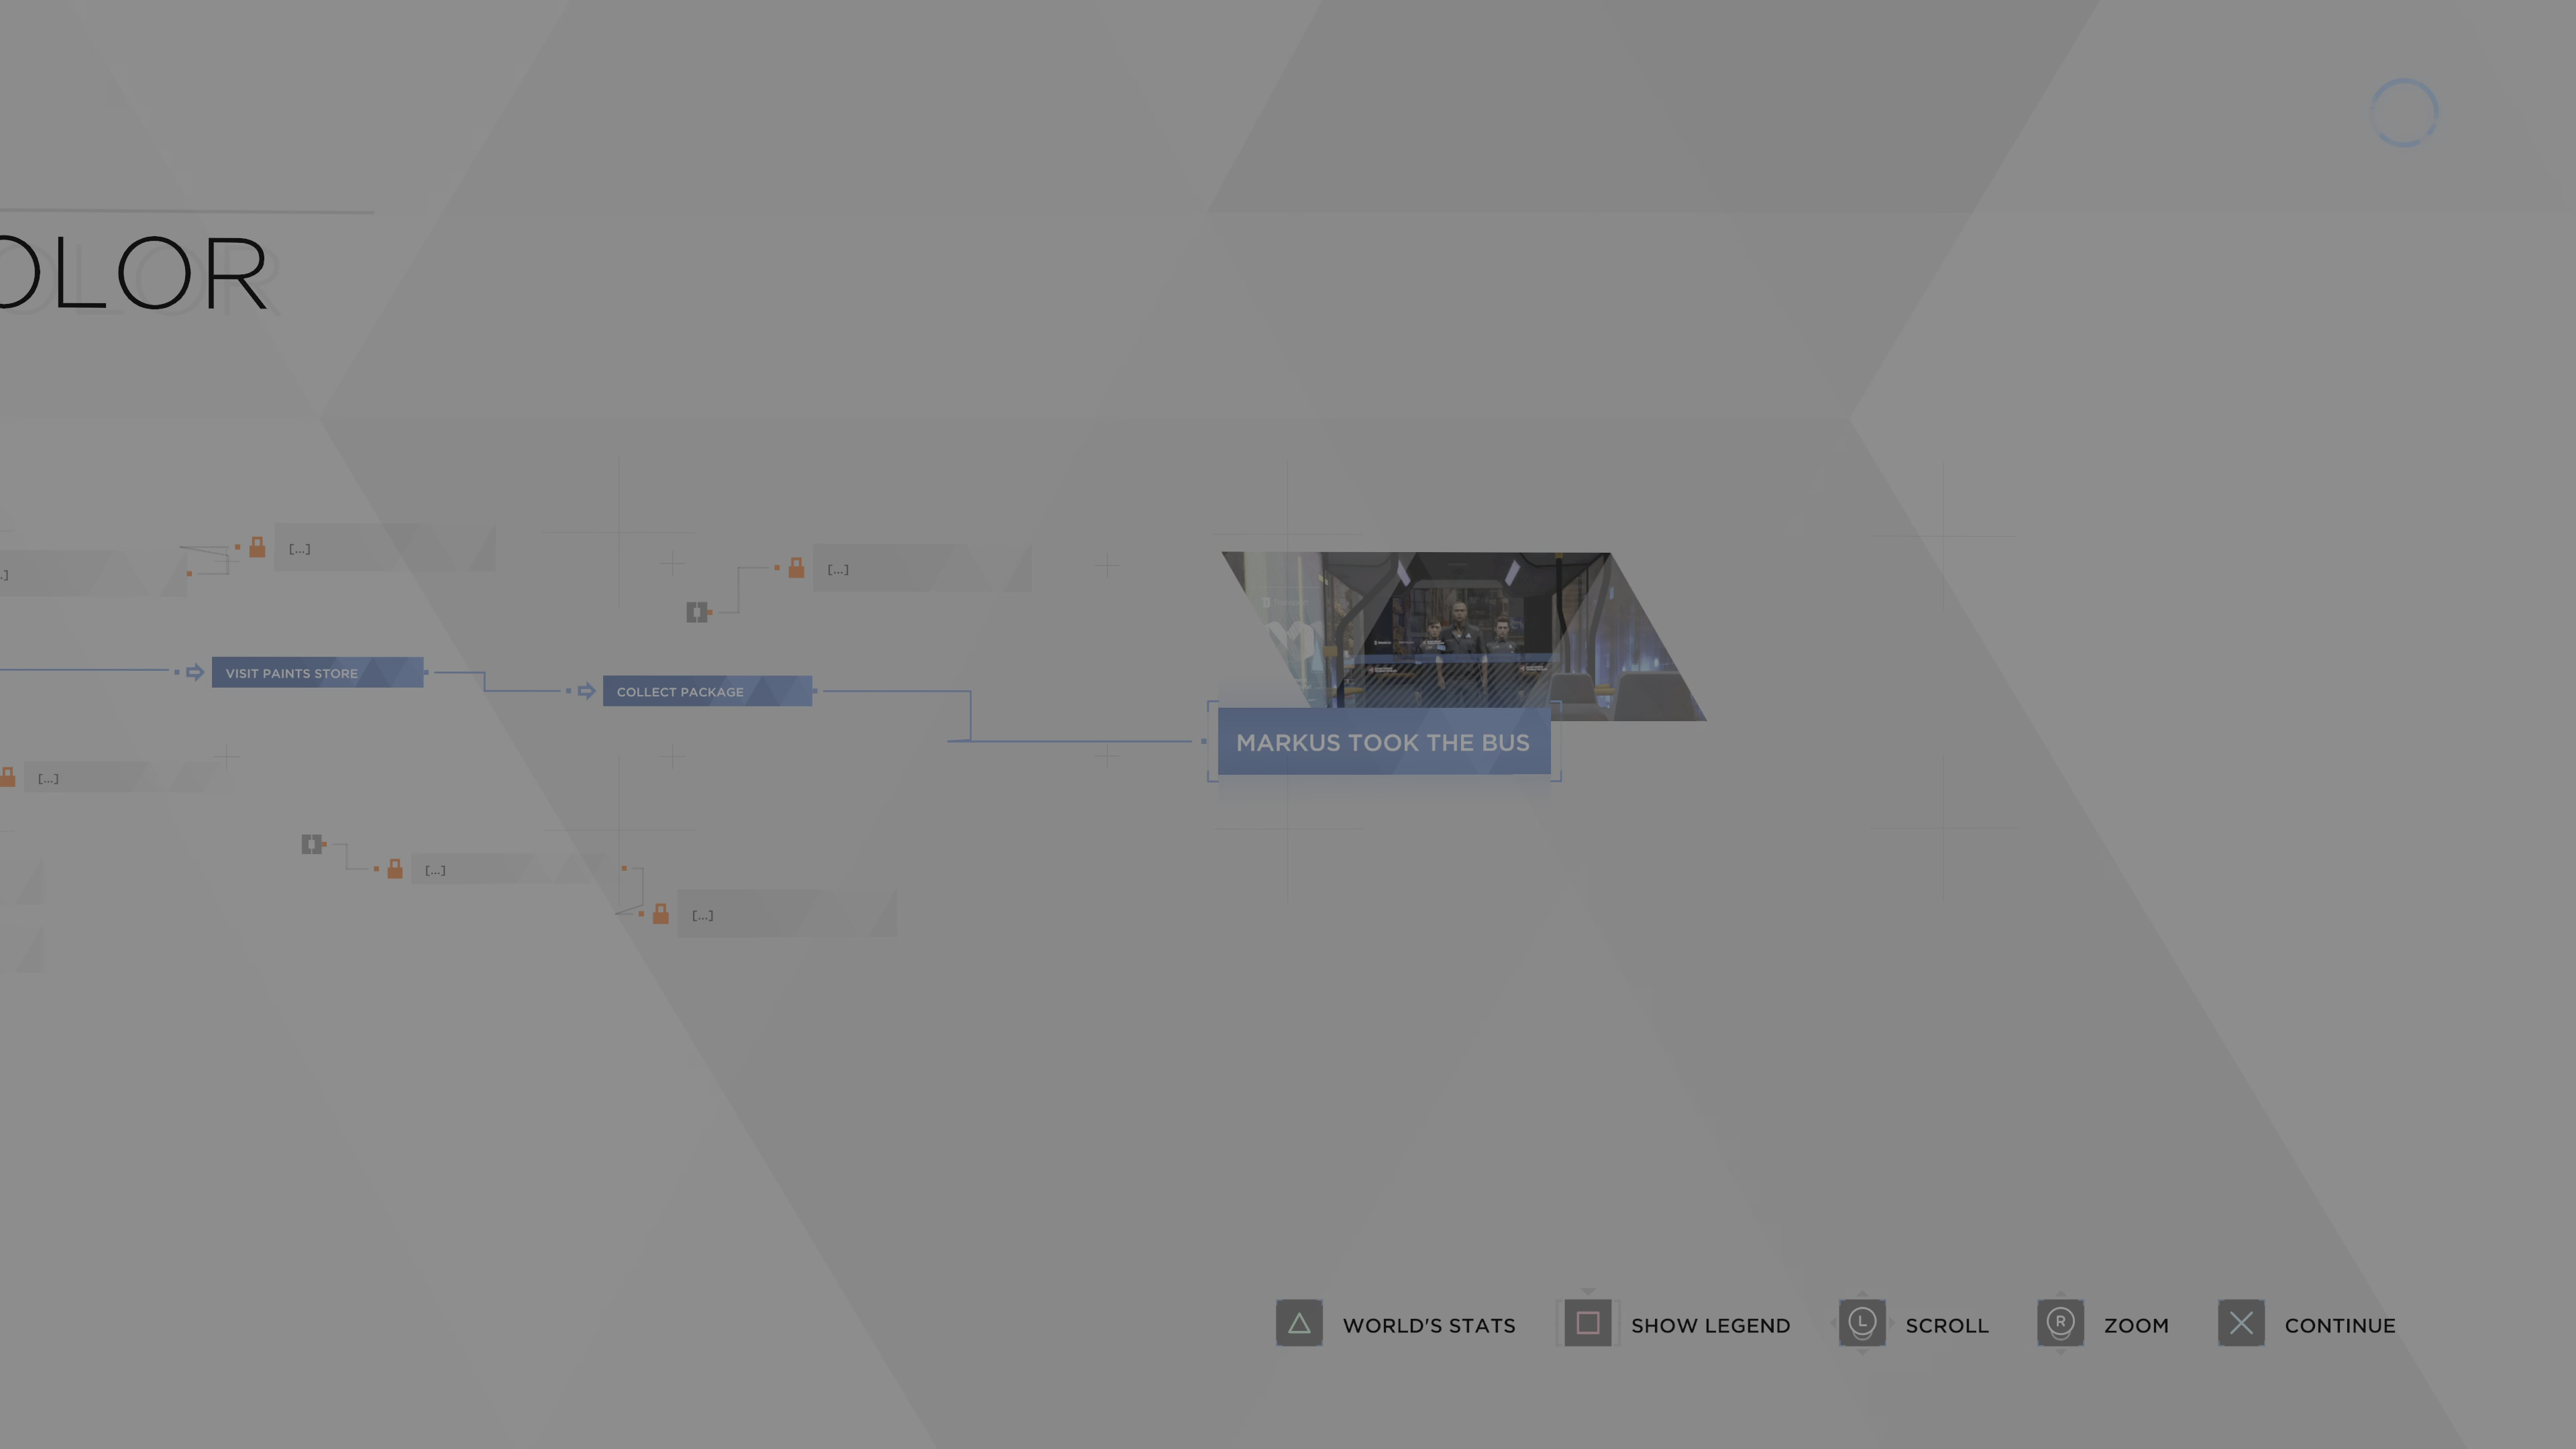 OLOR
[...]
.]
[...]
VISIT PAINTS STORE
COLLECT PACKAGE
MARKUS TOOK THE BUS
[...]
[...]
[...]
WORLD'S STATS
SHOW LEGEND
L
SCROLL
R
ZOOM
CONTINUE